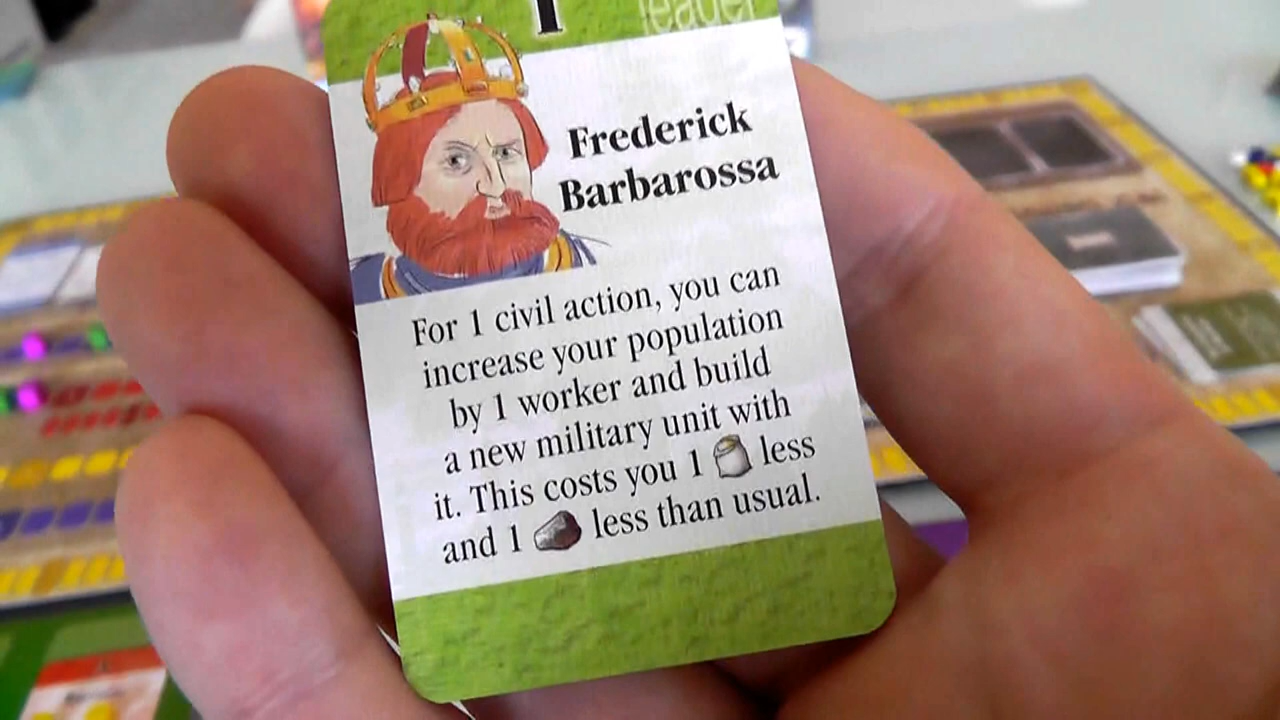 I
leader
Frederick
Barbarossa
For 1 civil action, you can
increase your population
by 1 worker and build
a new military unit with
it. This costs you 1 less
and 1 less than usual.